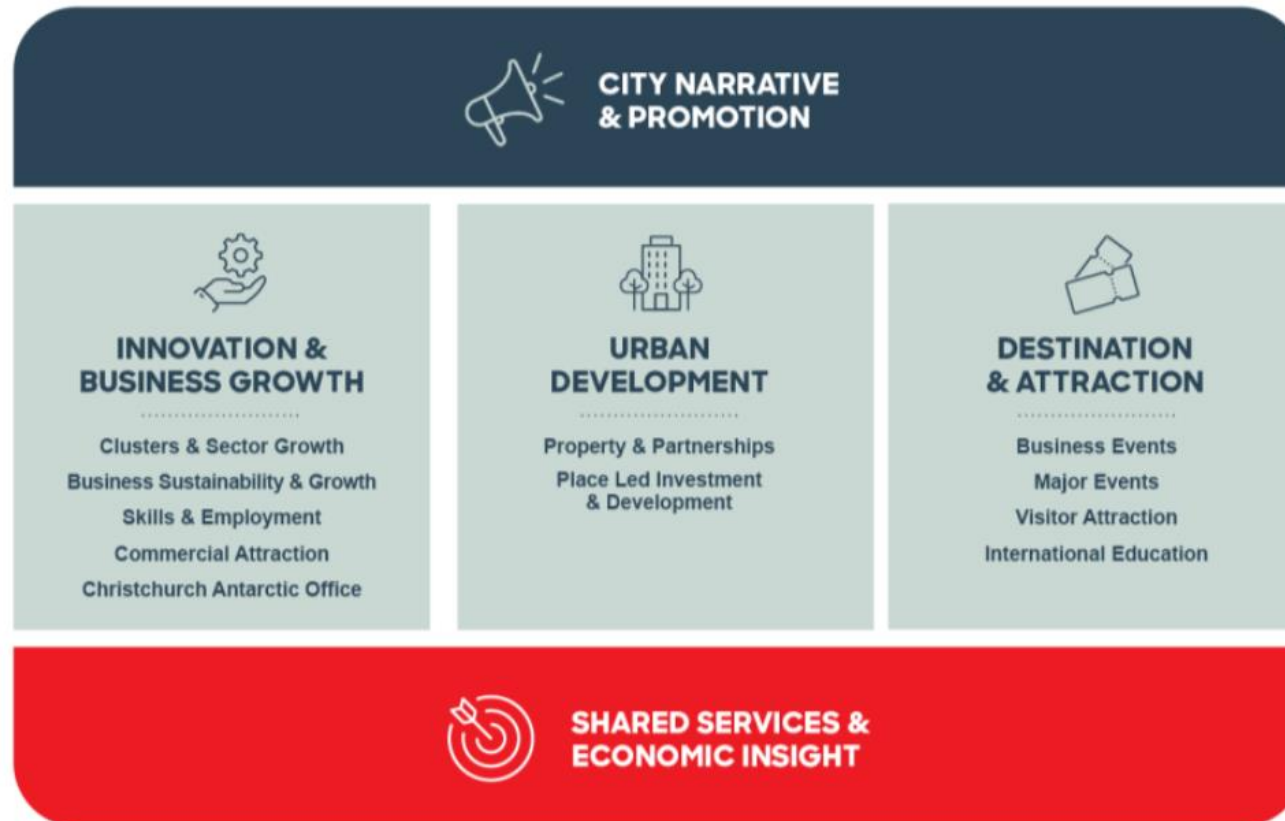 CITY NARRATIVE
& PROMOTION
INNOVATION &
BUSINESS GROWTH
Clusters & Sector Growth
Business Sustainability & Growth
Skills & Employment
Commercial Attraction
Christchurch Antarctic Office
URBAN
DEVELOPMENT
Property & Partnerships
Place Led Investment
& Development
DESTINATION
& ATTRACTION
Business Events
Major Events
Visitor Attraction
International Education
SHARED SERVICES &
ECONOMIC INSIGHT